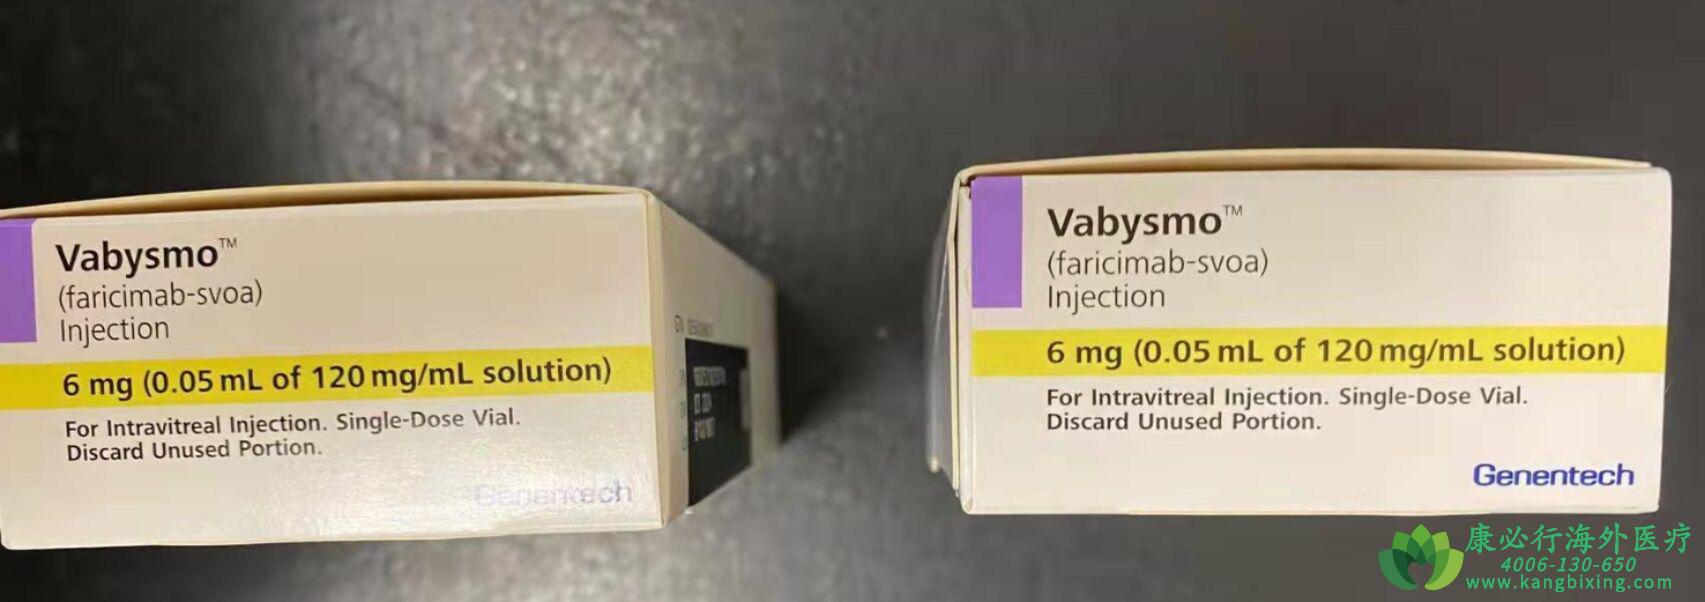 Vabysmo™
(faricimab-svoa)
Injection
6 mg (0.05 mL of 120 mg/mL solution)
For Intravitreal Injection. Single-Dose Vial.
Discard Unused Portion.
Genentech
Vabysmo™
(faricimab-svoa)
Injection
6 mg (0.05 mL of 120 mg/mL solution)
For Intravitreal Injection. Single-Dose Vial.
Discard Unused Portion.
Genentech
康必行海外医疗
4006-130-650
www.kangbixing.com